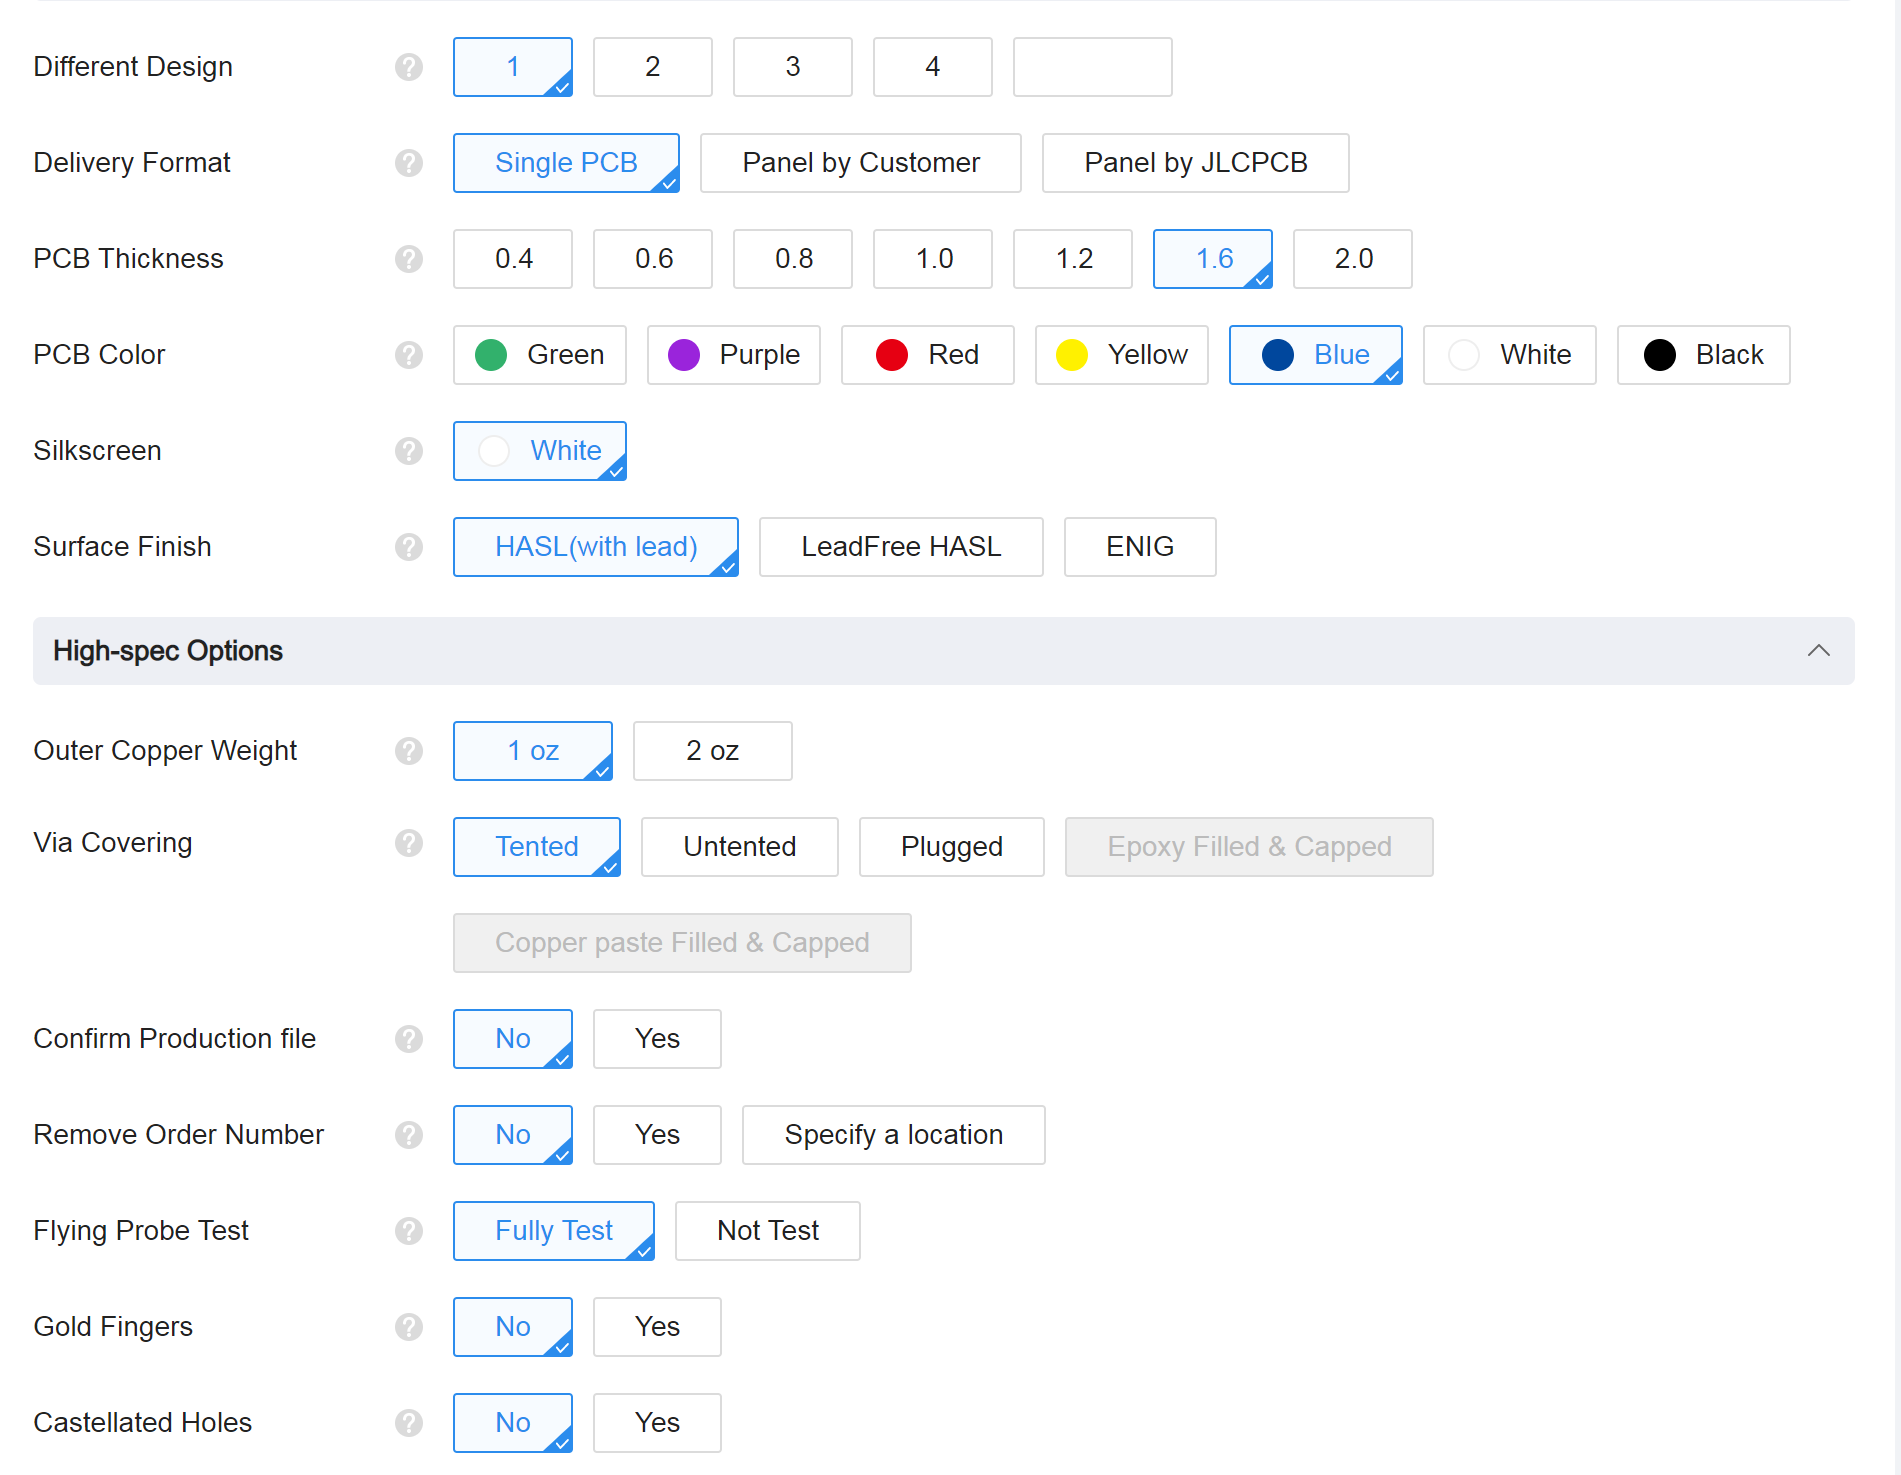 Different Design ? 1 2 3 4
Delivery Format ? Single PCB Panel by Customer Panel by JLCPCB
PCB Thickness ? 0.4 0.6 0.8 1.0 1.2 1.6 2.0
PCB Color ? Green Purple Red Yellow Blue White Black
Silkscreen ? White
Surface Finish ? HASL(with lead) LeadFree HASL ENIG
High-spec Options
Outer Copper Weight ? 1 oz 2 oz
Via Covering ? Tented Untented Plugged Epoxy Filled & Capped
Copper paste Filled & Capped
Confirm Production file ? No Yes
Remove Order Number ? No Yes Specify a location
Flying Probe Test ? Fully Test Not Test
Gold Fingers ? No Yes
Castellated Holes ? No Yes